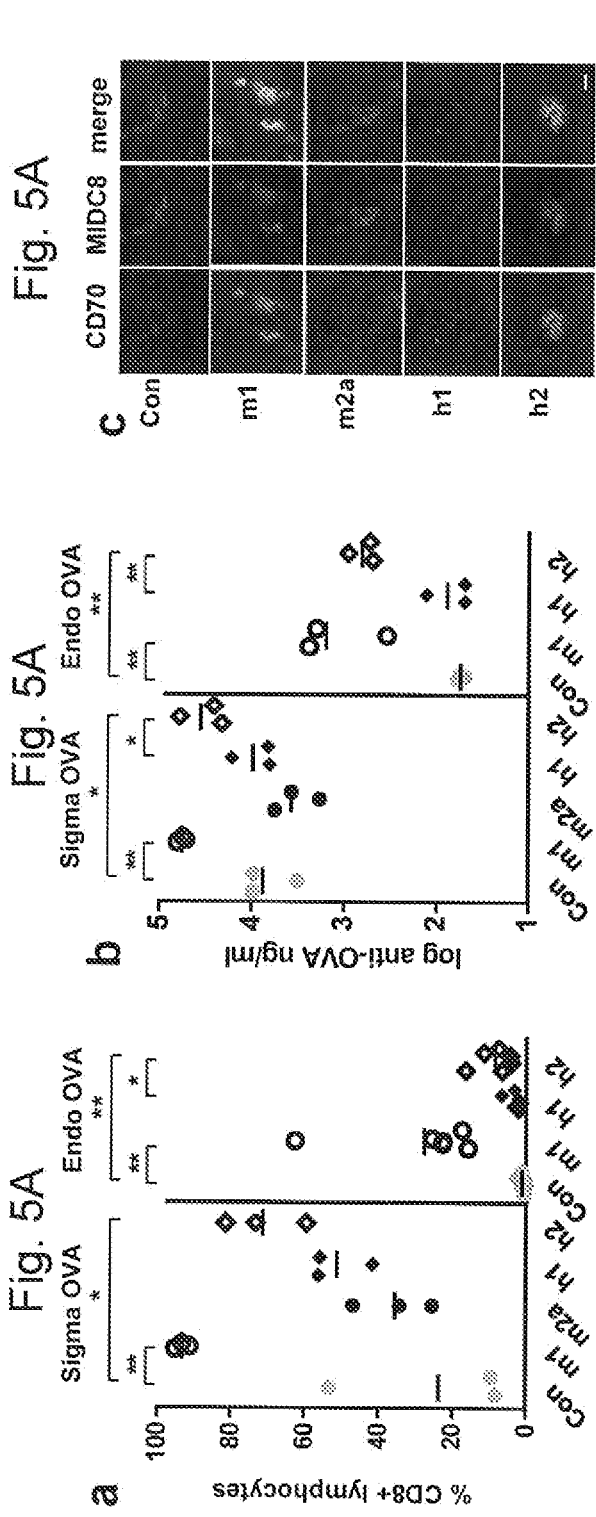 Fig. 5A
a
Sigma OVA
Endo OVA
*
**
**
**
*
% CD8+ lymphocytes
100
80
60
40
20
0
Con
m1
m2a
h1
h2
Con
m1
h1
h2
Fig. 5A
b
Sigma OVA
Endo OVA
*
**
**
*
**
**
log anti-OVA ng/ml
5
4
3
2
1
Con
m1
m2a
h1
h2
Con
m1
h1
h2
Fig. 5A
c
CD70
MIDC8
merge
Con
m1
m2a
h1
h2